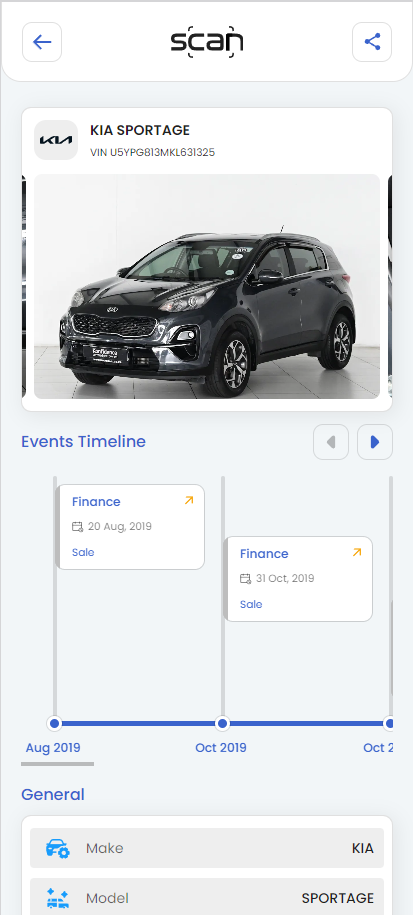 scan
KIA SPORTAGE
VIN U5YPG813MKL631325
Events Timeline
Finance
20 Aug, 2019
Sale
Finance
31 Oct, 2019
Sale
Aug 2019
Oct 2019
Oct 2
General
Make
KIA
Model
SPORTAGE